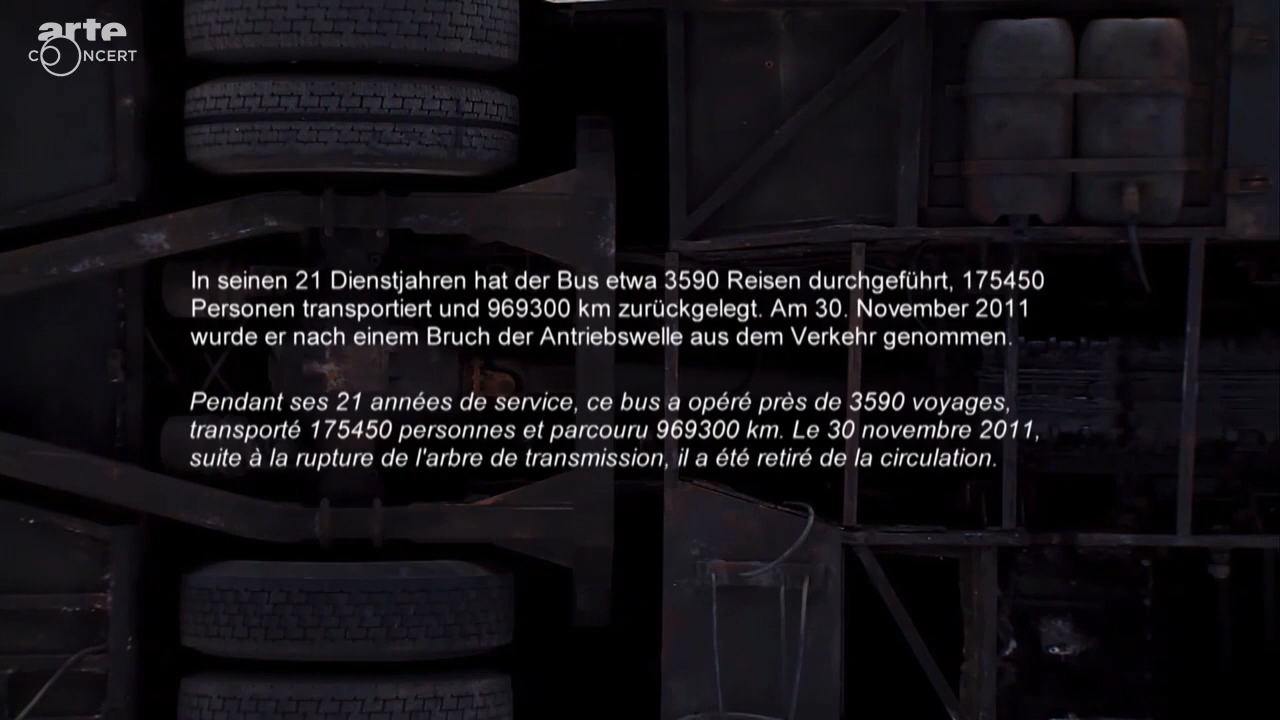 arte
CONCERT
In seinen 21 Dienstjahren hat der Bus etwa 3590 Reisen durchgeführt, 175450
Personen transportiert und 969300 km zurückgelegt. Am 30. November 2011
wurde er nach einem Bruch der Antriebswelle aus dem Verkehr genommen.
Pendant ses 21 années de service, ce bus a opéré près de 3590 voyages,
transporté 175450 personnes et parcouru 969300 km. Le 30 novembre 2011,
suite à la rupture de l'arbre de transmission, il a été retiré de la circulation.